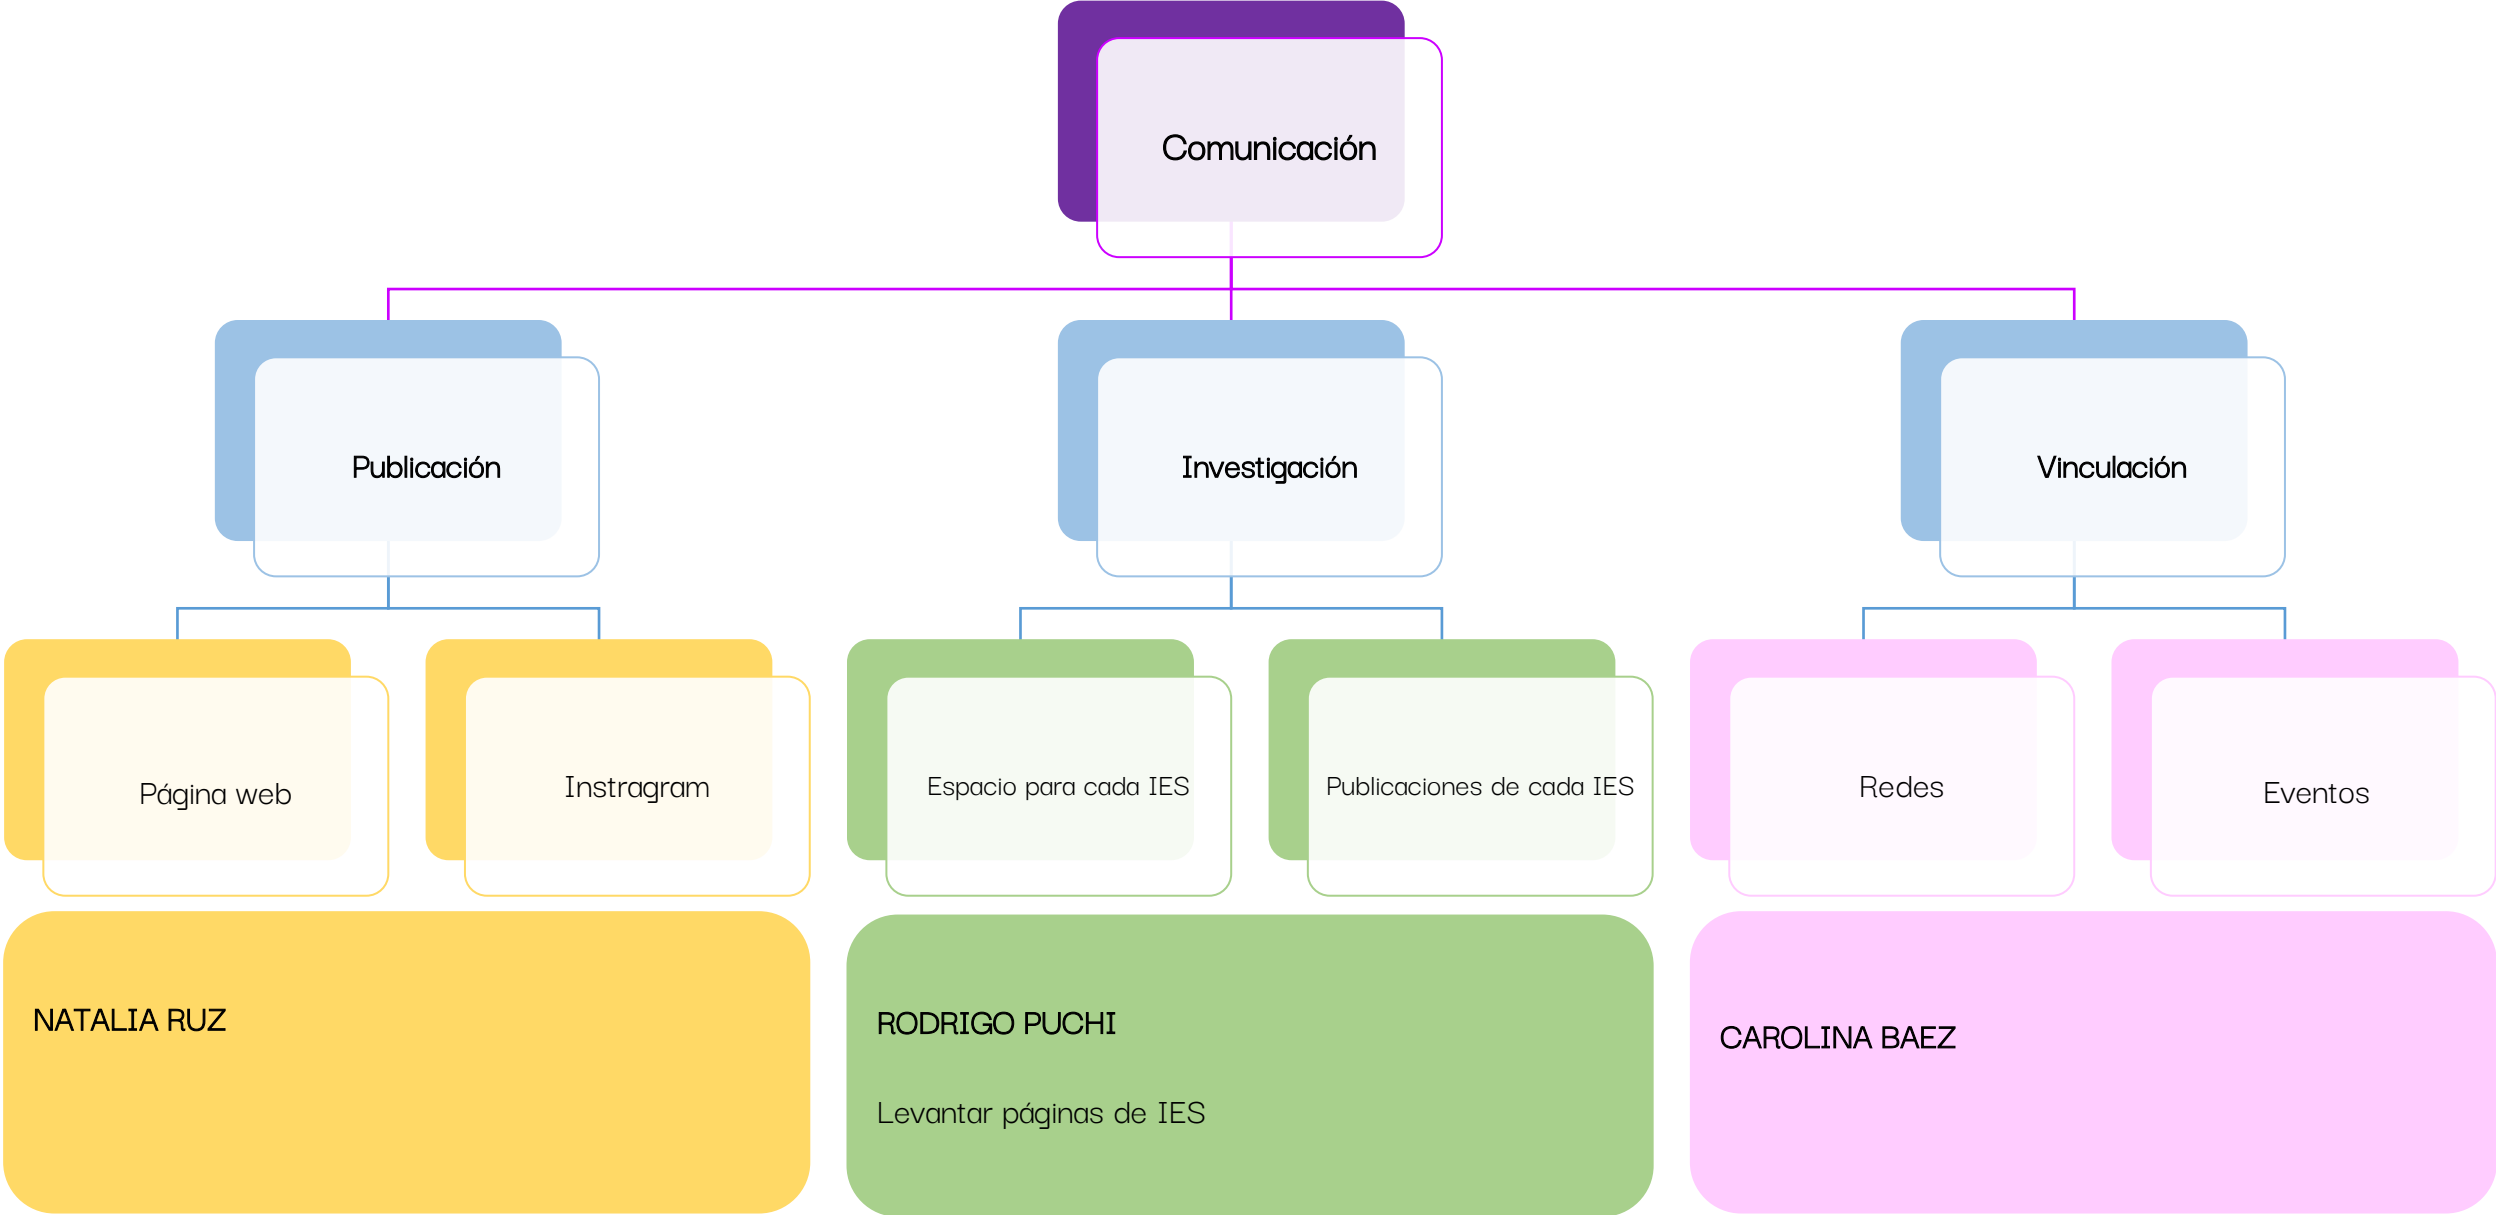 Comunicación
Publicación
Investigación
Vinculación
Página web
Instragram
Espacio para cada IES
Publicaciones de cada IES
Redes
Eventos
NATALIA RUZ
RODRIGO PUCHI
Levantar páginas de IES
CAROLINA BAEZ